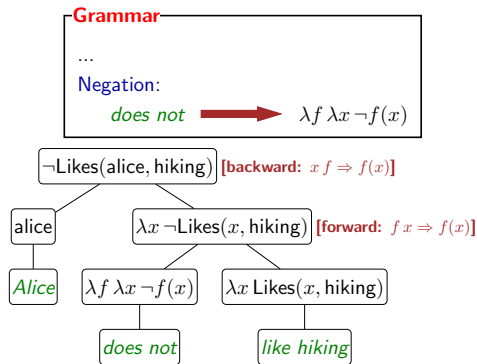 Grammar
...
Negation:
does not λf λx ¬f(x)
¬Likes(alice, hiking) [backward: x f ⇒ f(x)]
alice λx ¬Likes(x, hiking) [forward: f x ⇒ f(x)]
Alice λf λx ¬f(x) λx Likes(x, hiking)
does not like hiking